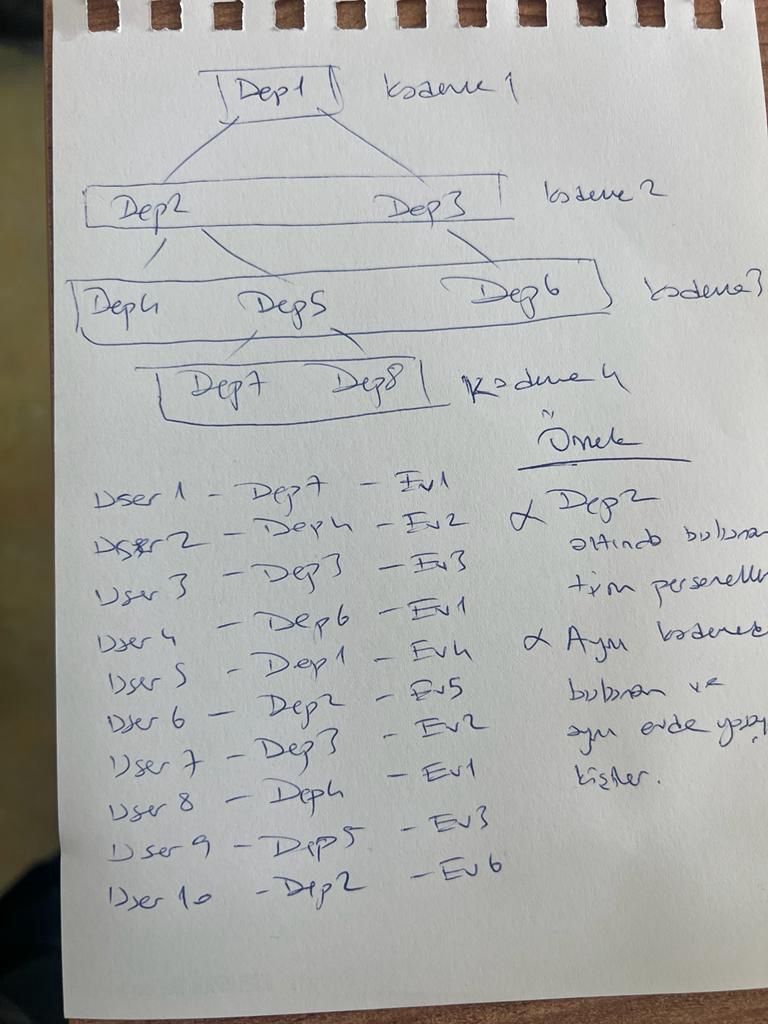 Dep1 Kademe 1
Dep2 Dep3 Kademe 2
Dep4 Dep5 Dep6 Kademe 3
Dep7 Dep8 Kademe 4
Örnek
User 1 - Dep7 - Ev1
User 2 - Dep4 - Ev2
User 3 - Dep3 - Ev3
User 4 - Dep6 - Ev1
User 5 - Dep1 - Ev4
User 6 - Dep2 - Ev5
User 7 - Dep3 - Ev2
User 8 - Dep4 - Ev1
User 9 - Dep5 - Ev3
User 10 - Dep2 - Ev6
Dep2
altında bulunan
tüm personeller
Aynı
bulunan ve
aynı evde
kişiler.